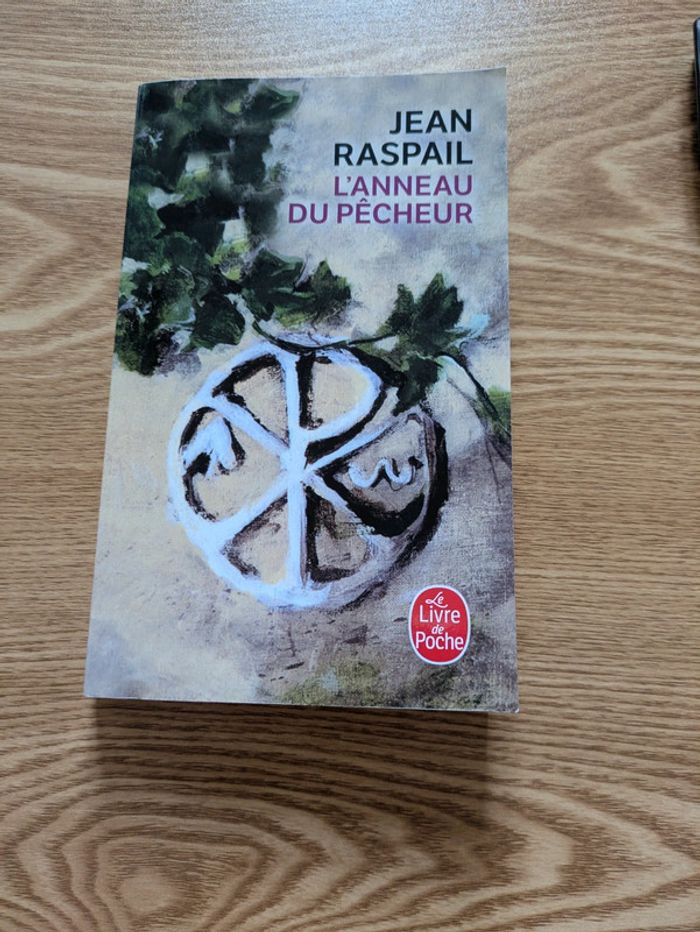 JEAN
RASPAIL
L'ANNEAU
DU PÊCHEUR
Le
Livre
de
Poche